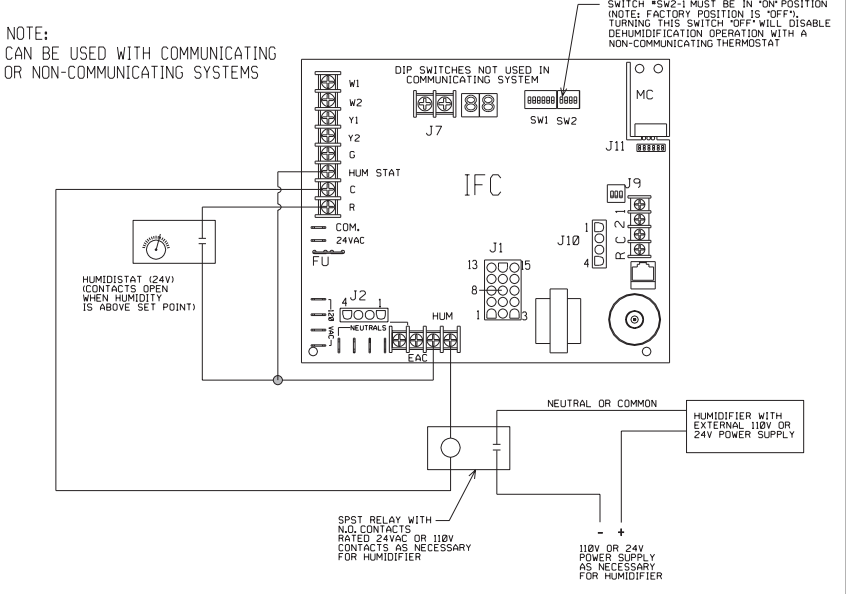 SWITCH "SW2-1 MUST BE IN "ON" POSITION
(NOTE: FACTORY POSITION IS "OFF").
TURNING THIS SWITCH "OFF" WILL DISABLE
DEHUMIDIFICATION OPERATION WITH A
NON-COMMUNICATING THERMOSTAT
NOTE:
CAN BE USED WITH COMMUNICATING
OR NON-COMMUNICATING SYSTEMS
DIP SWITCHES NOT USED IN
COMMUNICATING SYSTEM
W1
W2
Y1
Y2
G
HUM STAT
C
R
COM.
24VAC
FU
88
J7
SW1 SW2
MC
J11
IFC
J9
R C 2 1
J10
1
4
J1
13 15
8
1 3
HUMIDISTAT (24V)
(CONTACTS OPEN
WHEN HUMIDITY
IS ABOVE SET POINT)
J2
4 1
120 VAC
NEUTRALS
HUM
EAC
NEUTRAL OR COMMON
HUMIDIFIER WITH
EXTERNAL 110V OR
24V POWER SUPPLY
SPST RELAY WITH
N.O. CONTACTS
RATED 24VAC OR 110V
CONTACTS AS NECESSARY
FOR HUMIDIFIER
- +
110V OR 24V
POWER SUPPLY
AS NECESSARY
FOR HUMIDIFIER